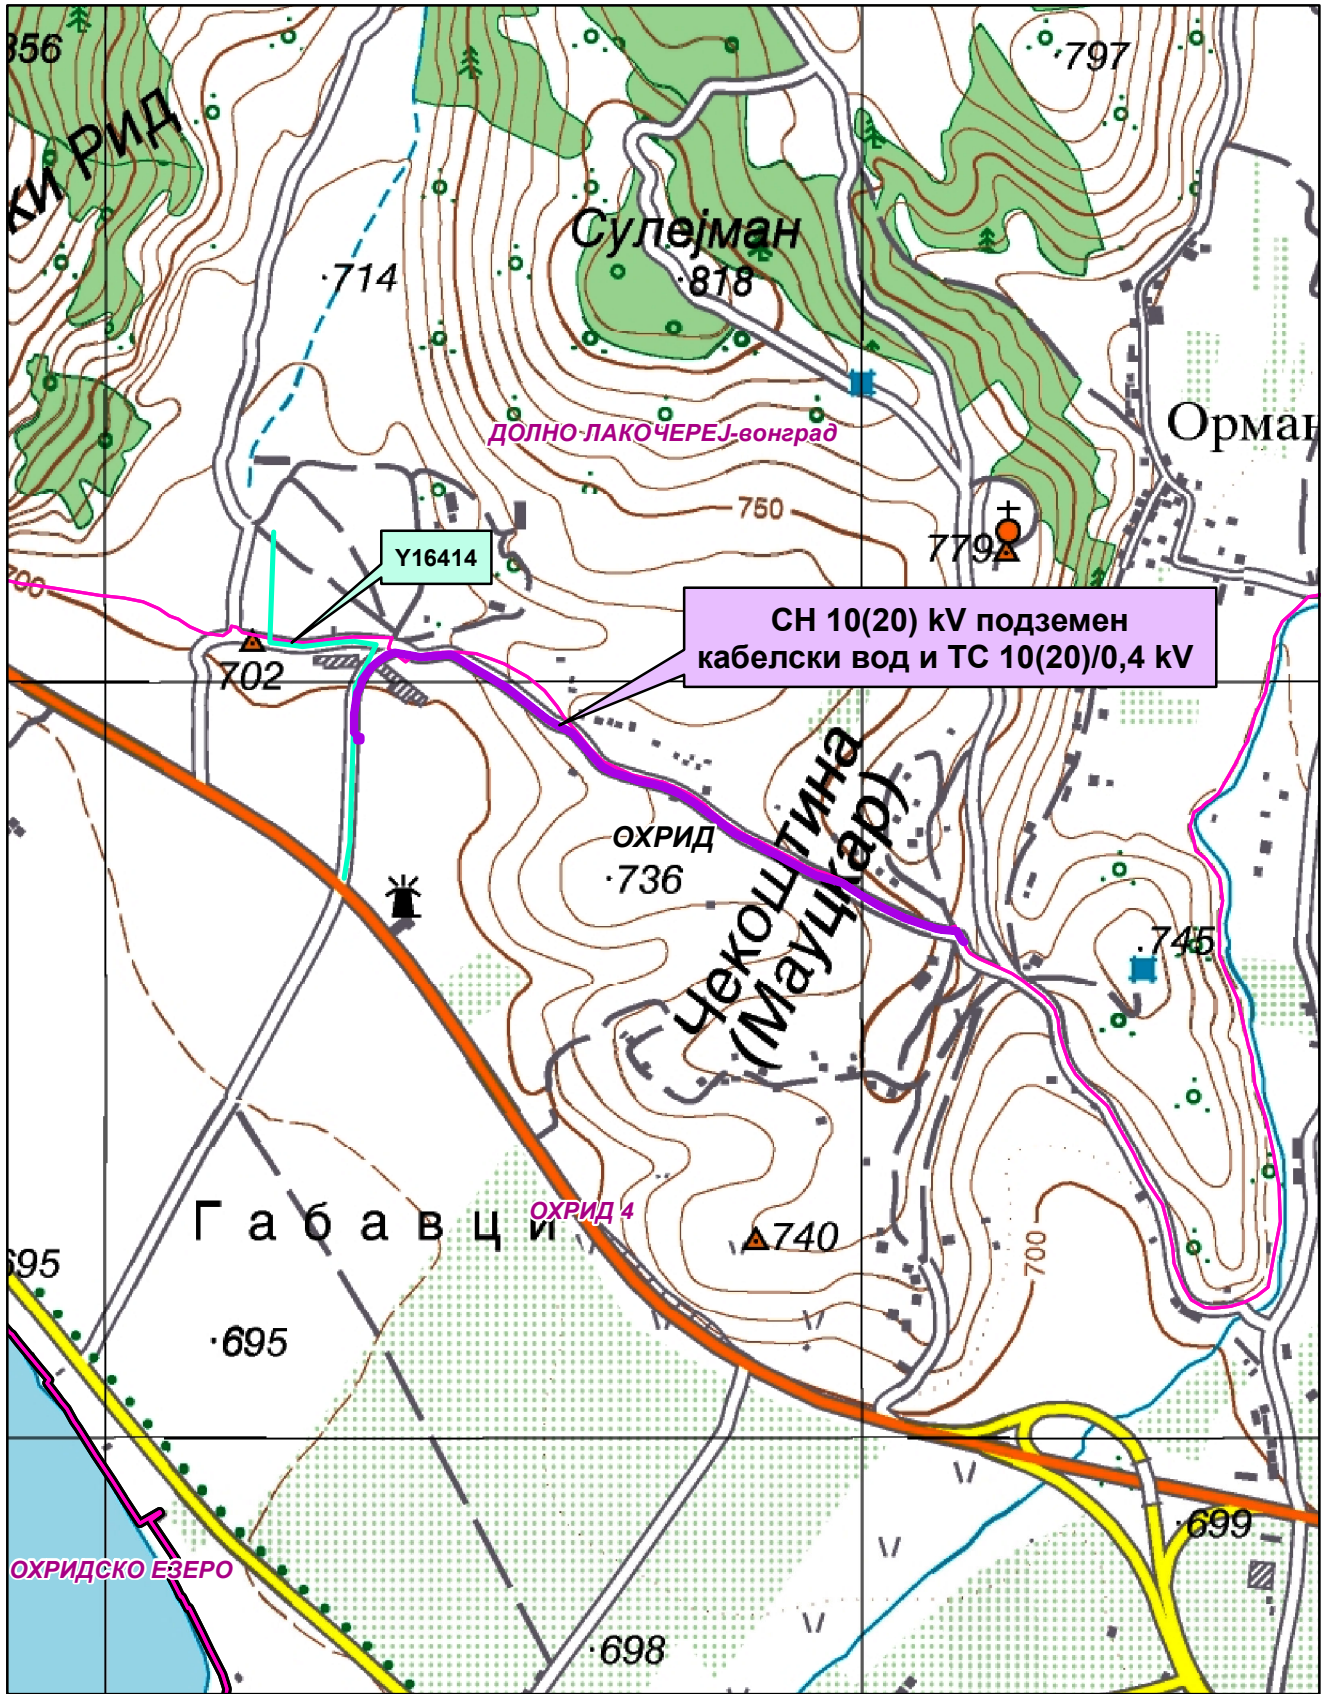 856
797
КИ РИД
Сулејман
714
818
Орман
ДОЛНО ЛАКОЧЕРЕЈ-вонград
750
779
Y16414
700
СН 10(20) kV подземен
кабелски вод и ТС 10(20)/0,4 kV
702
Чекоштина
(Мауцкар)
ОХРИД
736
745
Габавци
ОХРИД 4
740
700
695
695
699
ОХРИДСКО ЕЗЕРО
698